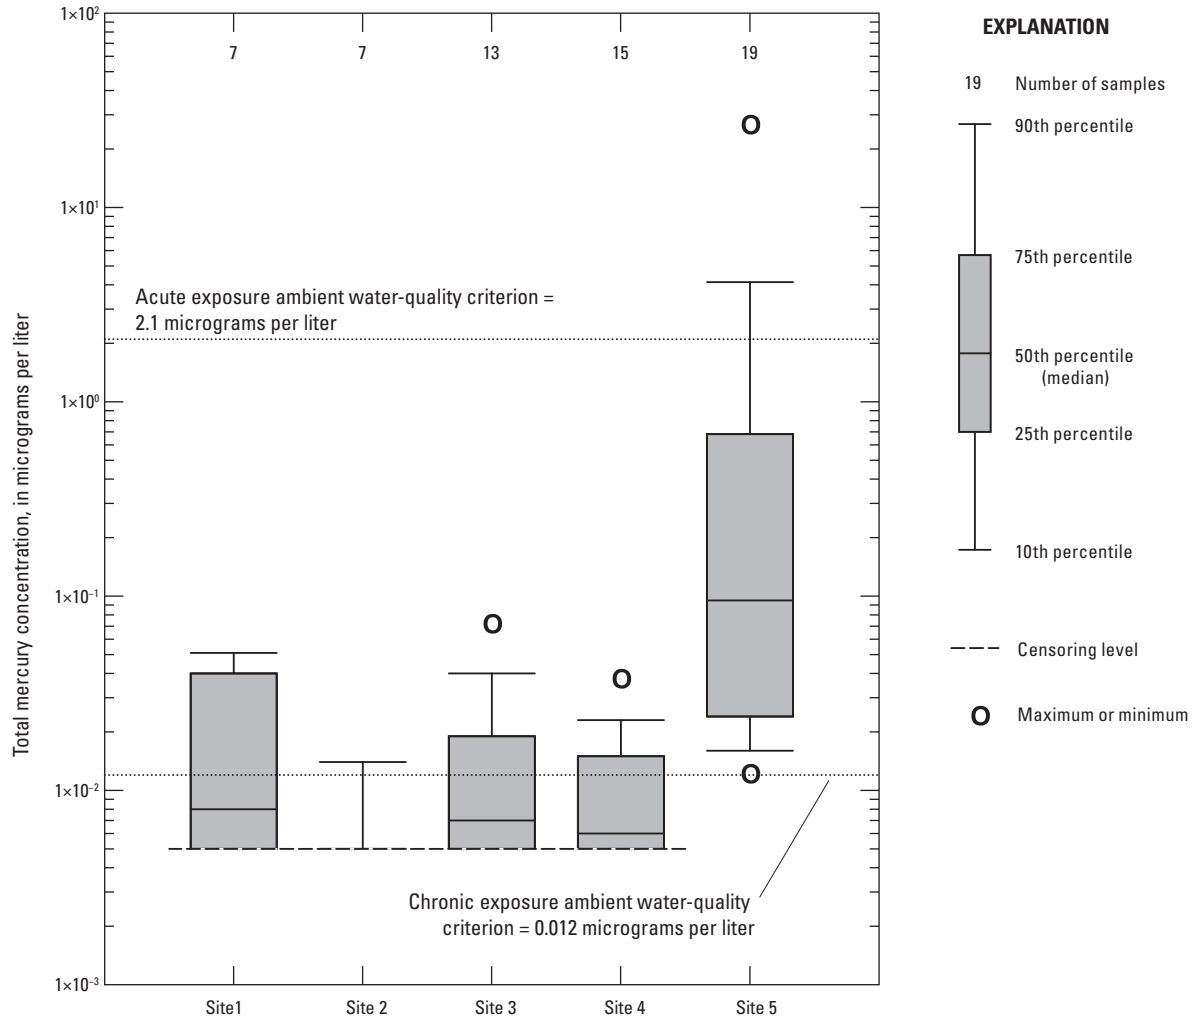 1×10²
7 7 13 15 19
1×10¹
Acute exposure ambient water-quality criterion =
2.1 micrograms per liter
1×10⁰
1×10⁻¹
1×10⁻²
Chronic exposure ambient water-quality
criterion = 0.012 micrograms per liter
1×10⁻³
Total mercury concentration, in micrograms per liter
Site1 Site 2 Site 3 Site 4 Site 5
EXPLANATION
19 Number of samples
90th percentile
75th percentile
50th percentile
(median)
25th percentile
10th percentile
Censoring level
Maximum or minimum